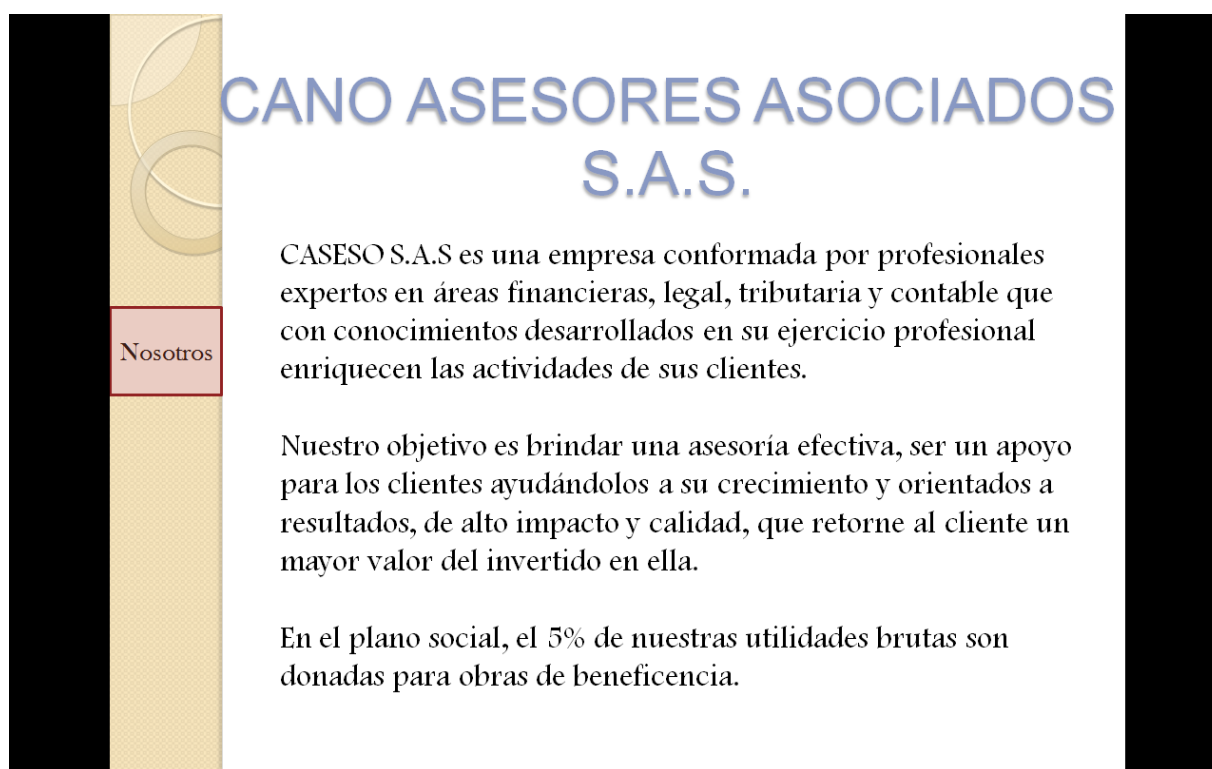 CANO ASESORES ASOCIADOS
S.A.S.
CASESO S.A.S es una empresa conformada por profesionales
expertos en áreas financieras, legal, tributaria y contable que
con conocimientos desarrollados en su ejercicio profesional
enriquecen las actividades de sus clientes.
Nosotros
Nuestro objetivo es brindar una asesoría efectiva, ser un apoyo
para los clientes ayudándolos a su crecimiento y orientados a
resultados, de alto impacto y calidad, que retorne al cliente un
mayor valor del invertido en ella.
En el plano social, el 5% de nuestras utilidades brutas son
donadas para obras de beneficencia.